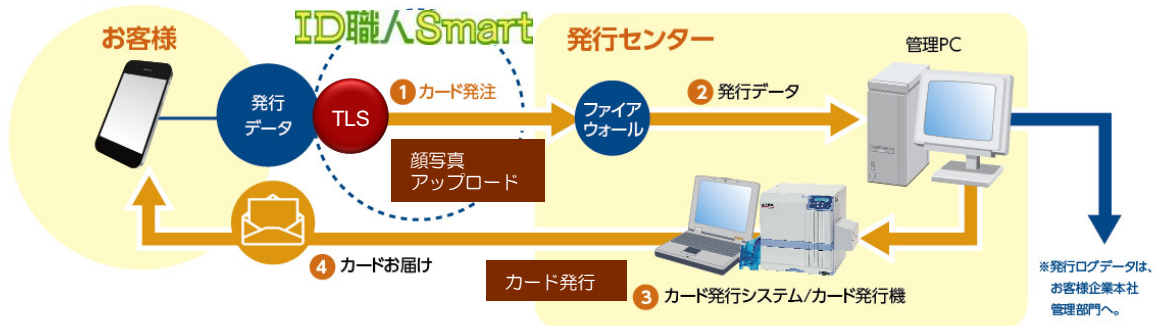 お客様
ID職人Smart
発行センター
管理PC
発行
データ
TLS
1 カード発注
ファイア
ウォール
2 発行データ
顔写真
アップロード
4 カードお届け
カード発行
3 カード発行システム/カード発行機
※発行ログデータは、
お客様企業本社
管理部門へ。